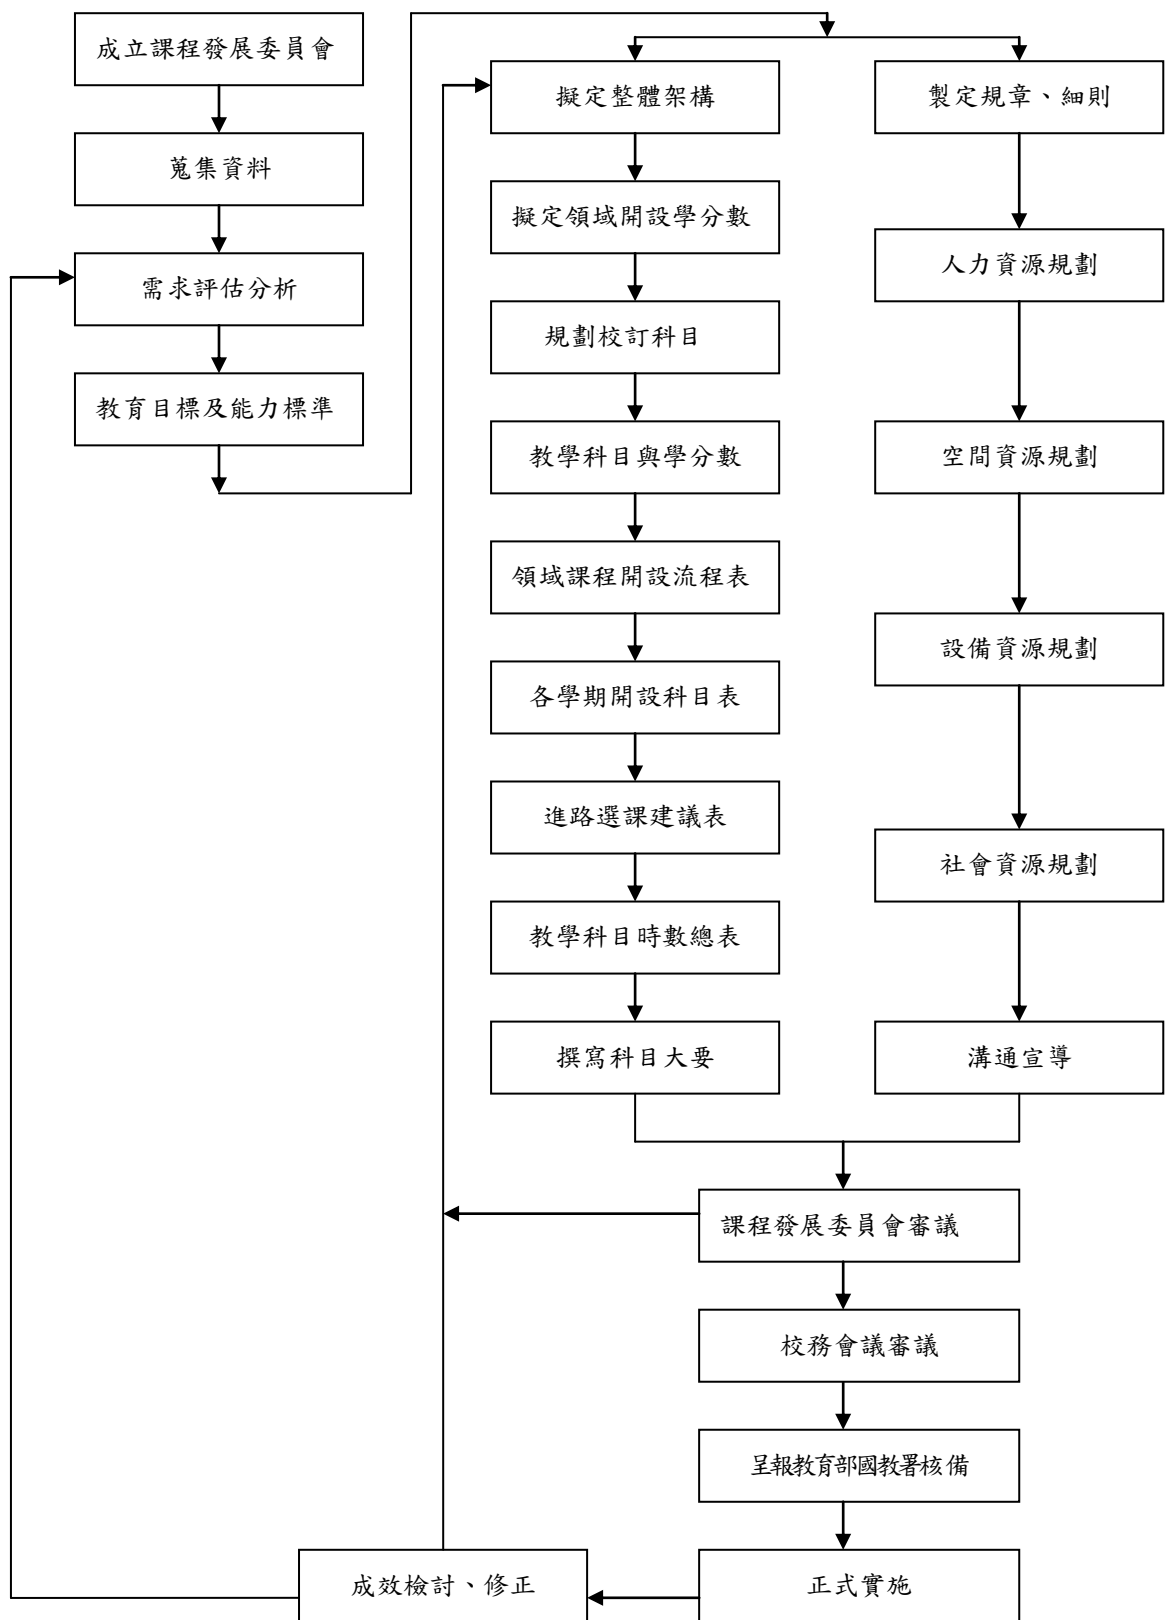 成立課程發展委員會
蒐集資料
需求評估分析
教育目標及能力標準
擬定整體架構
擬定領域開設學分數
規劃校訂科目
教學科目與學分數
領域課程開設流程表
各學期開設科目表
進路選課建議表
教學科目時數總表
撰寫科目大要
製定規章、細則
人力資源規劃
空間資源規劃
設備資源規劃
社會資源規劃
溝通宣導
課程發展委員會審議
校務會議審議
呈報教育部國教署核備
正式實施
成效檢討、修正